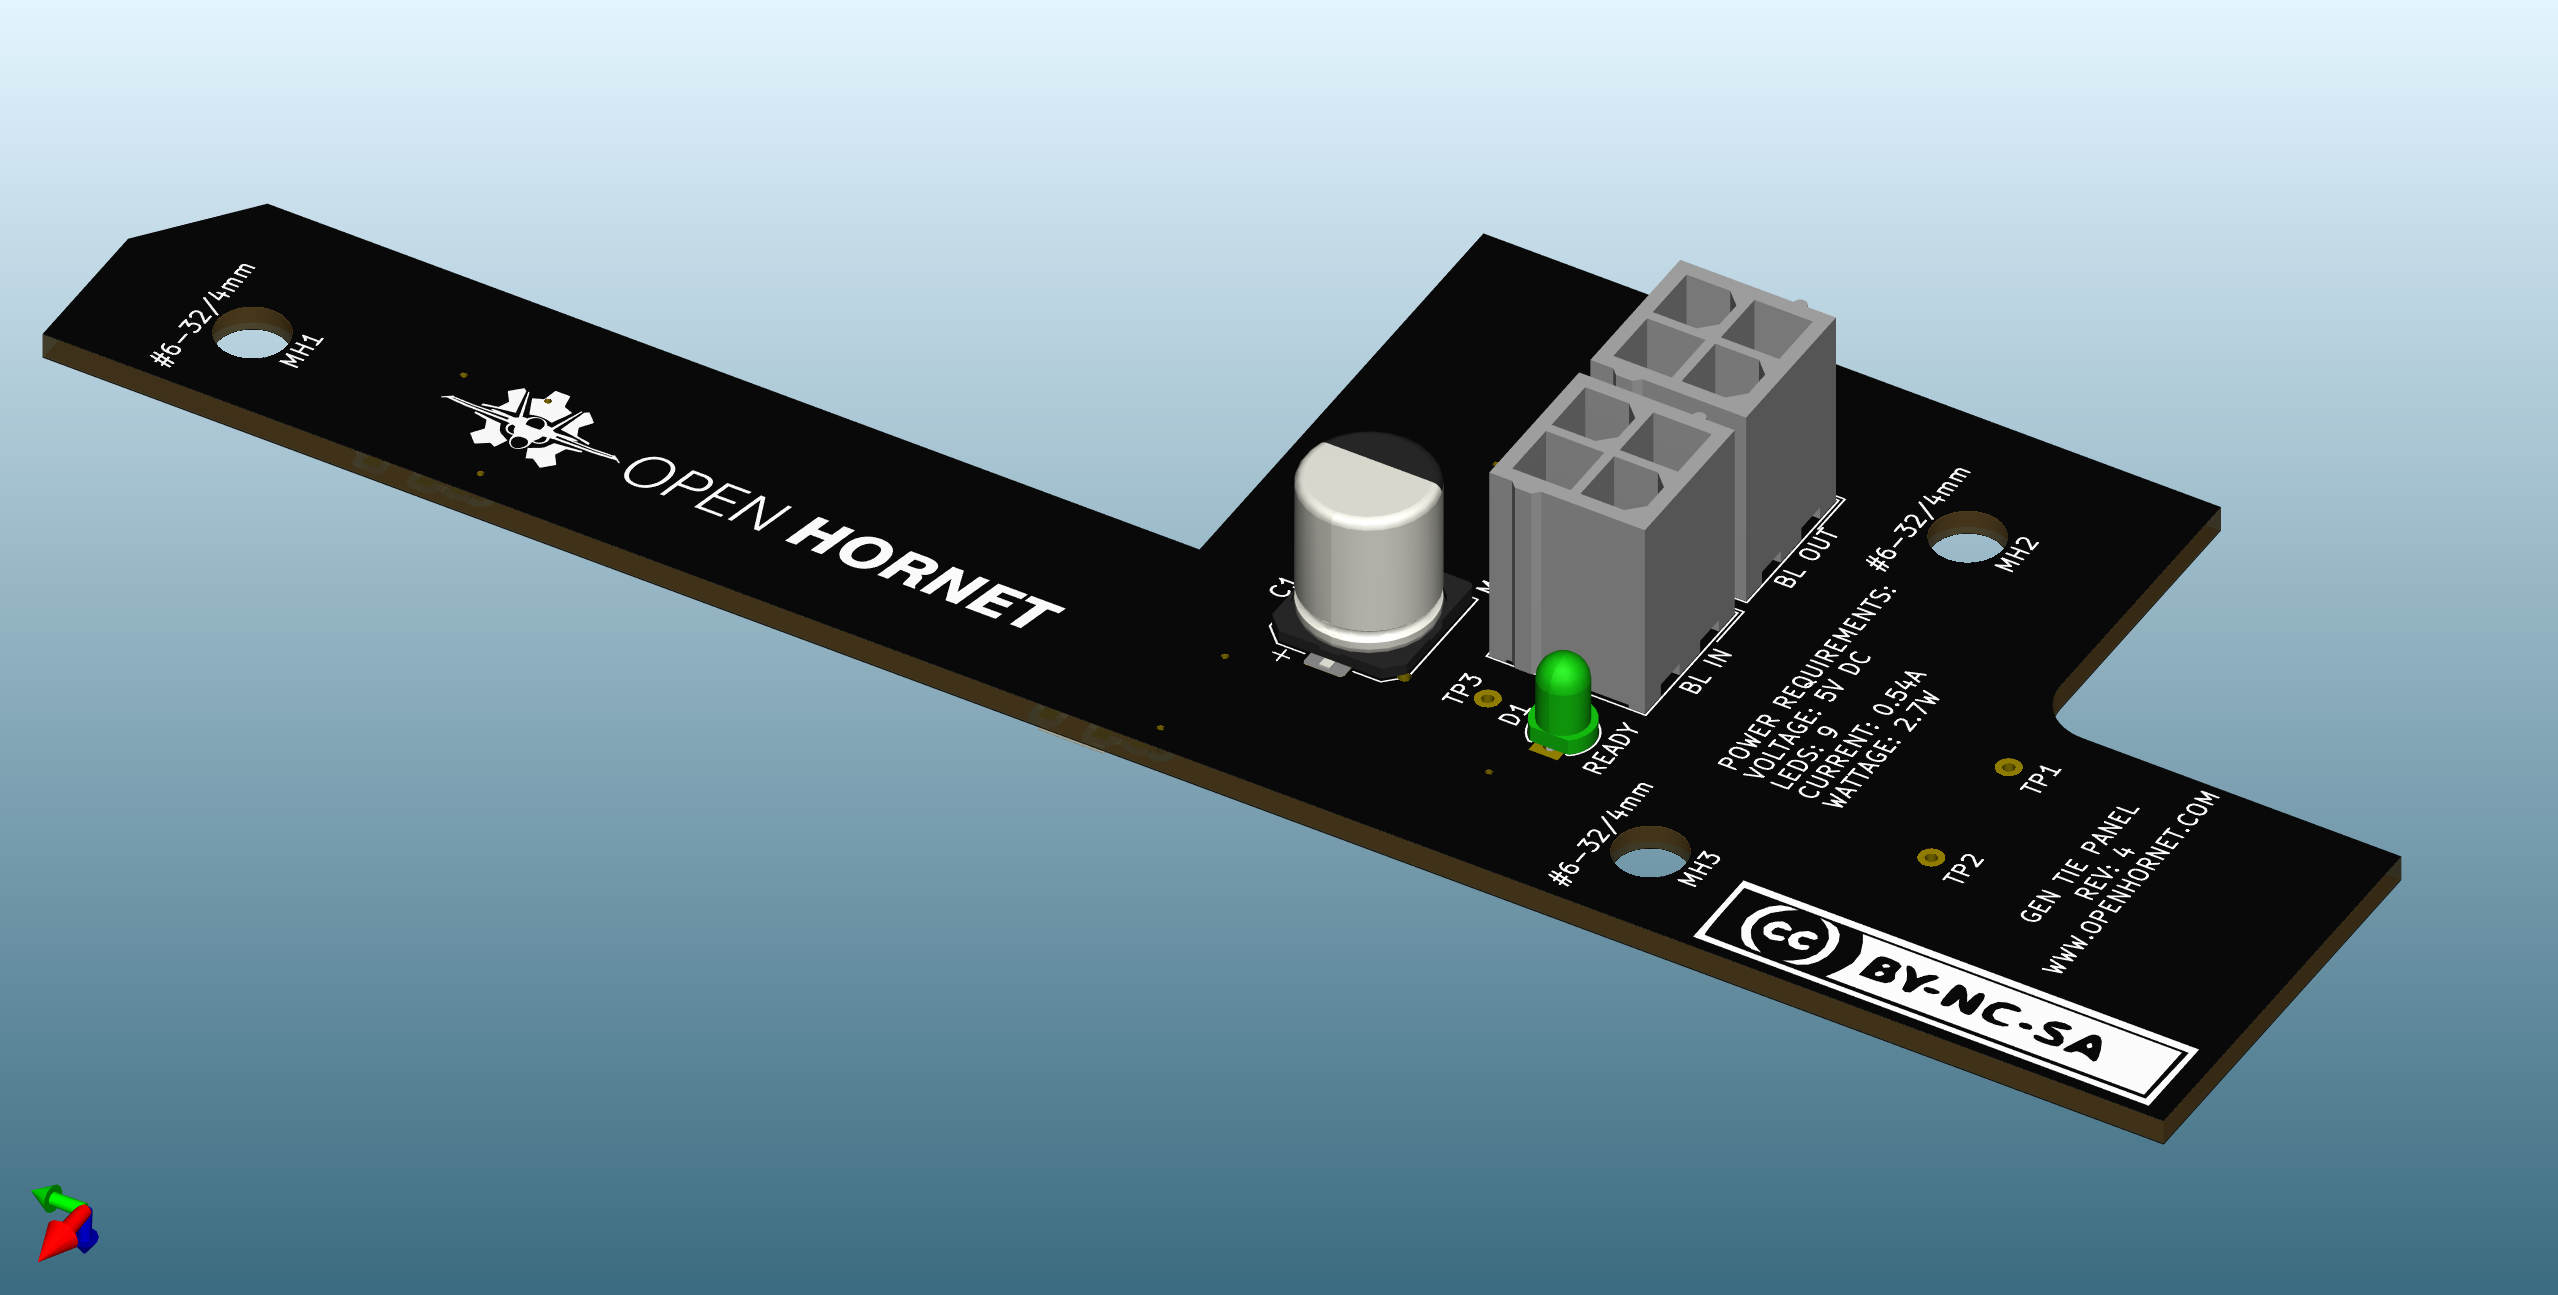 #6-32/4mm
MH1
OPEN HORNET
C1
+
TP3
D1
READY
BL IN
BL OUT
#6-32/4mm
MH2
POWER REQUIREMENTS:
VOLTAGE: 5V DC
LEDS: 9
CURRENT: 0.54A
WATTAGE: 2.7W
#6-32/4mm
MH3
TP1
TP2
GEN TIE PANEL
REV: 4
WWW.OPENHORNET.COM
cc BY-NC-SA